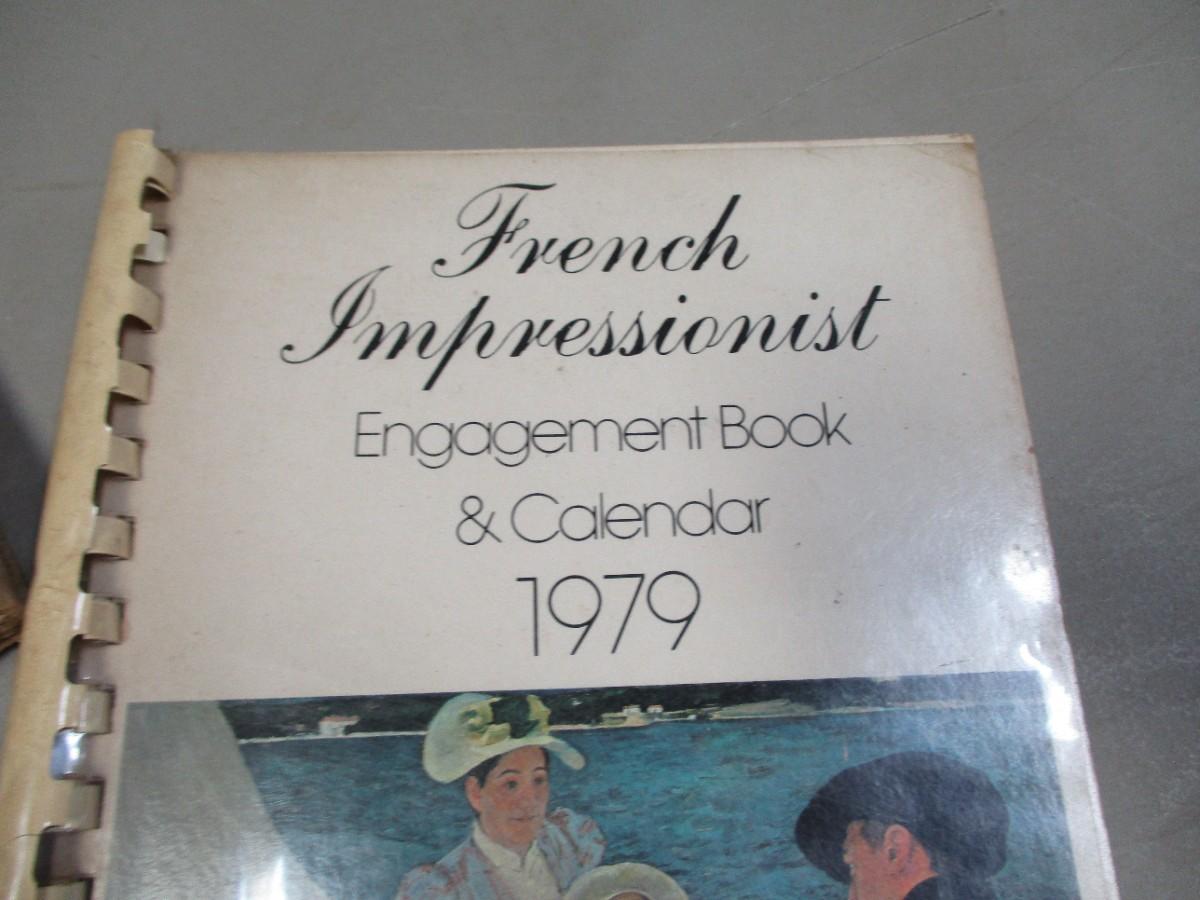 French
Impressionist
Engagement Book
& Calendar
1979